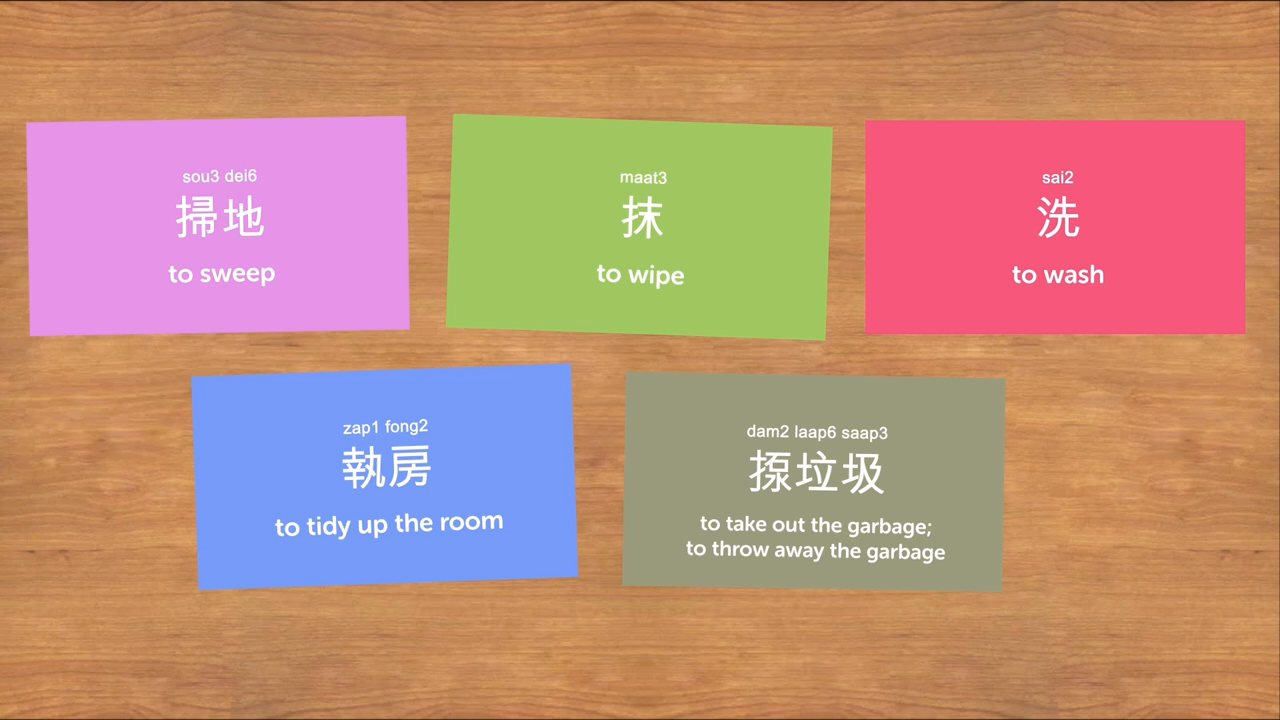 sou3 dei6
掃地
to sweep
maat3
抹
to wipe
sai2
洗
to wash
zap1 fong2
執房
to tidy up the room
dam2 laap6 saap3
㨆垃圾
to take out the garbage;
to throw away the garbage